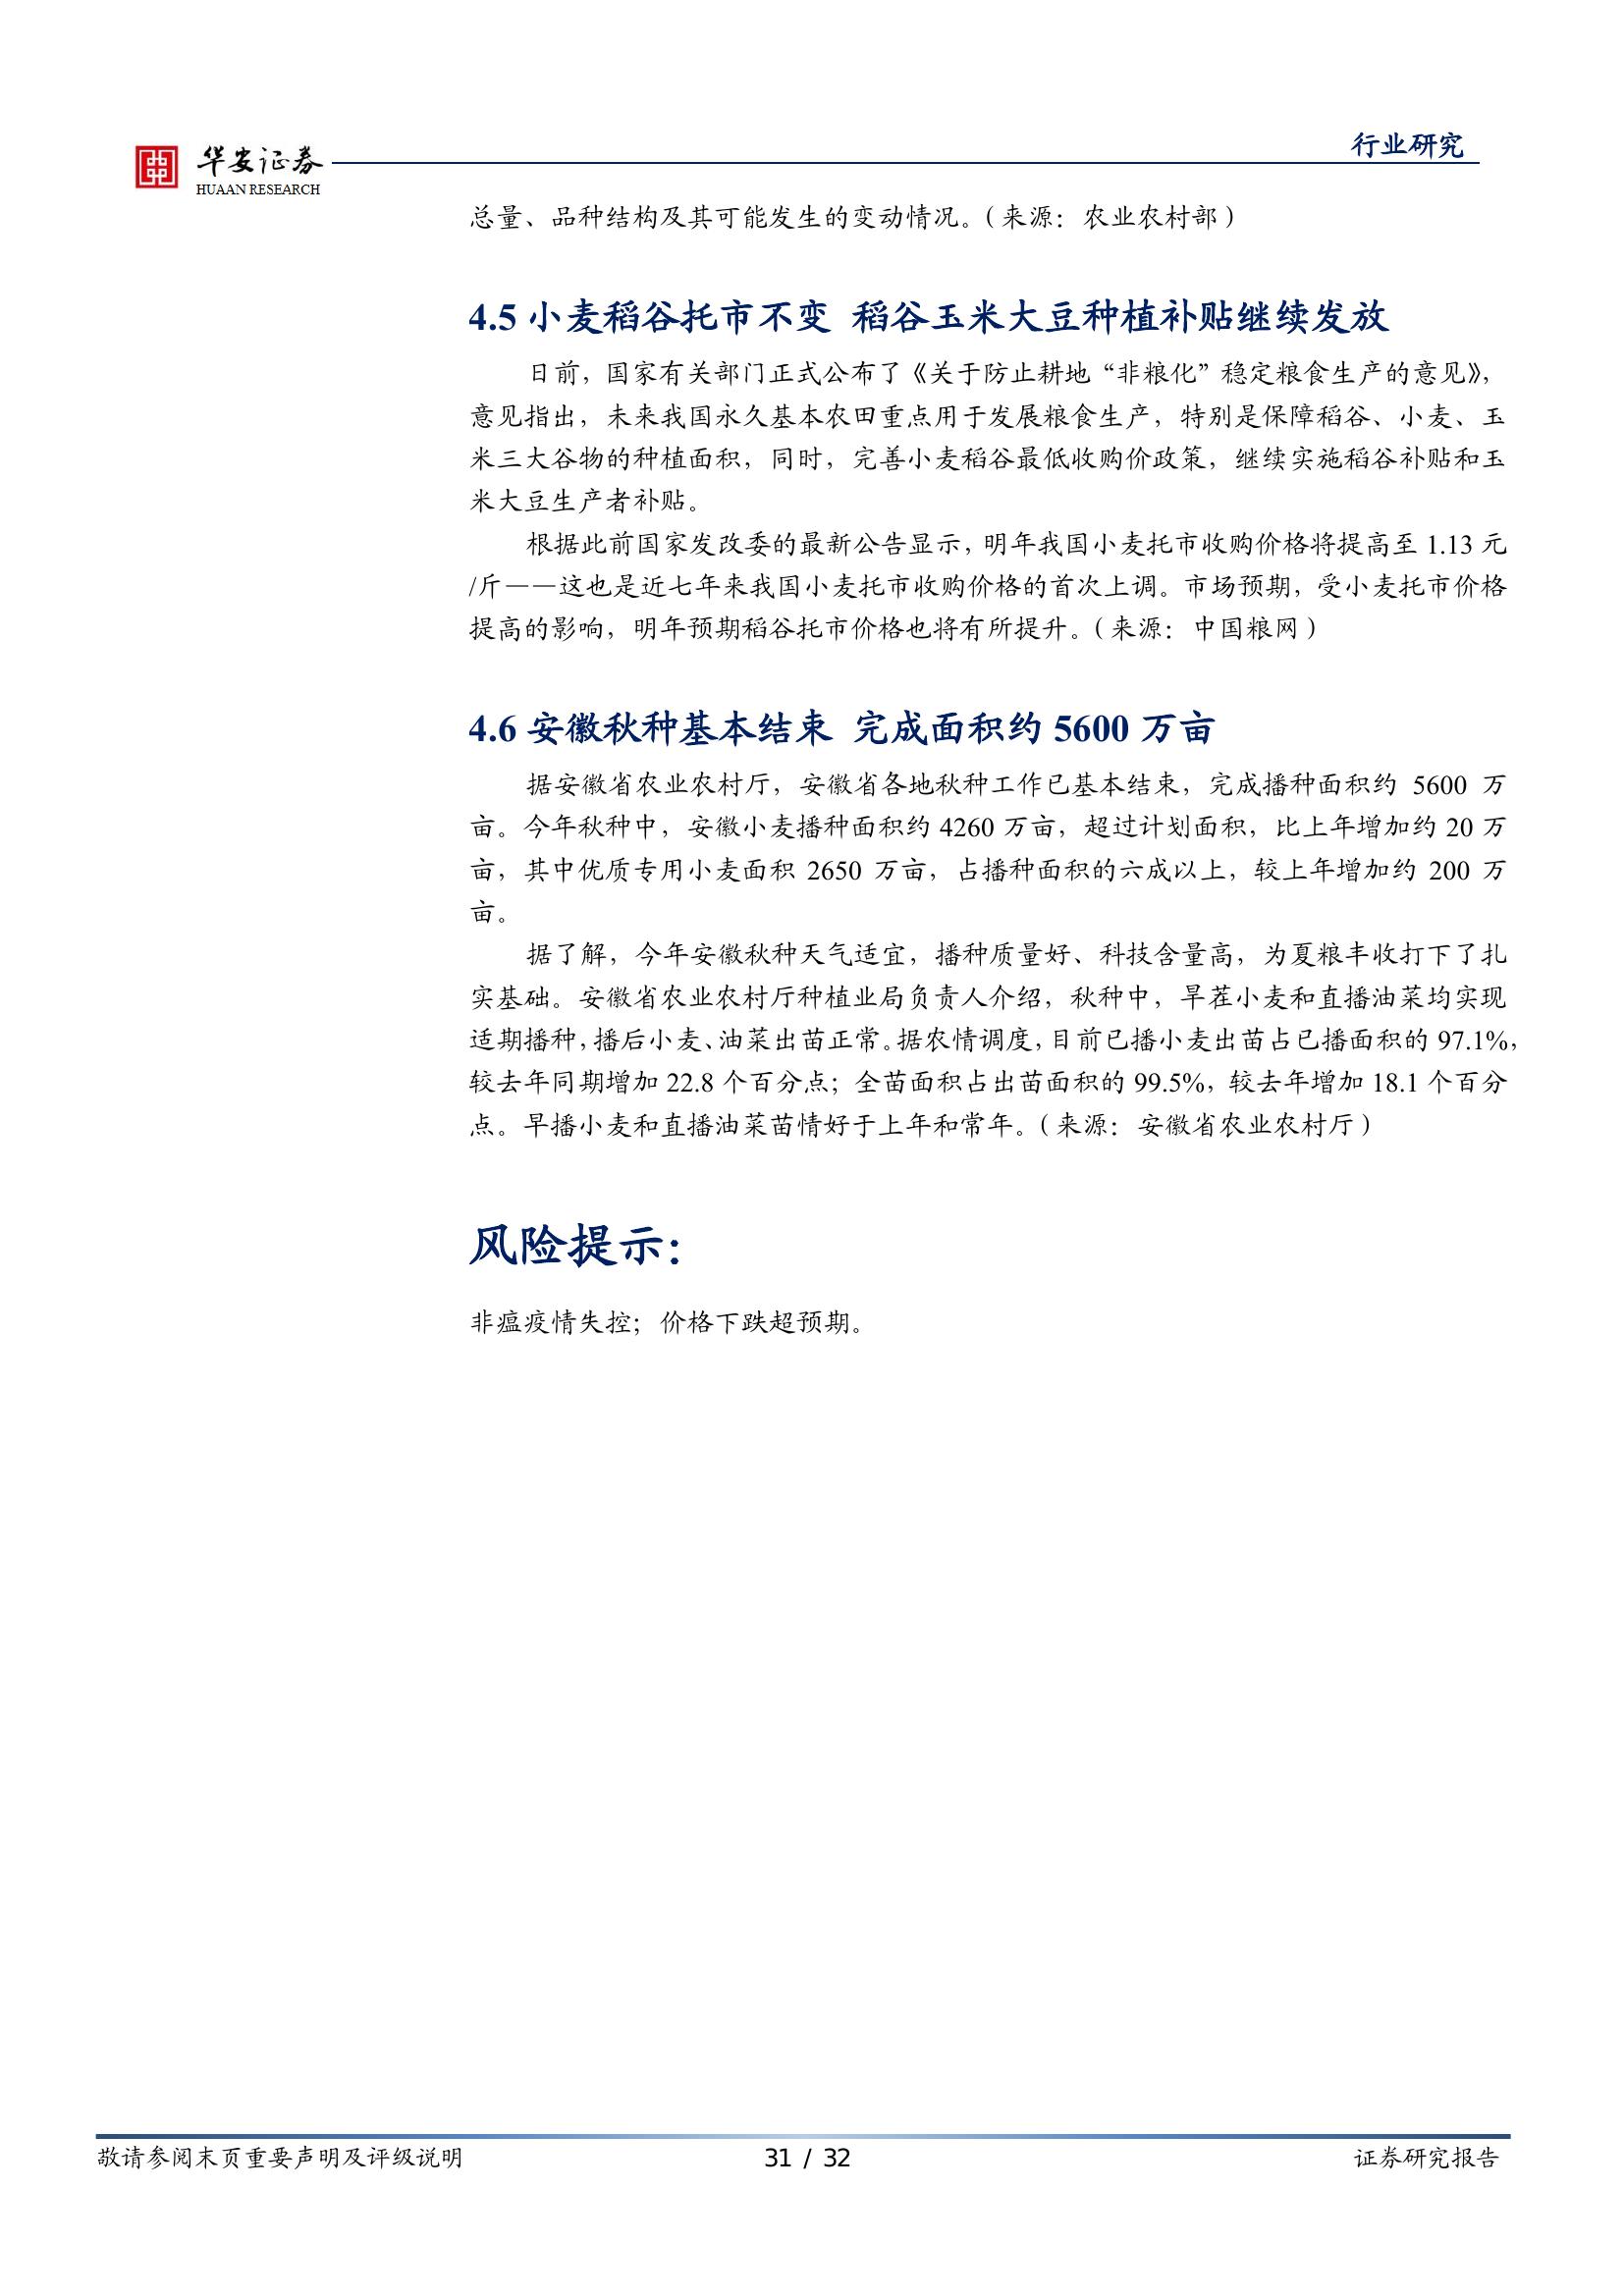 华安证券
HUAAN RESEARCH
行业研究
总量、品种结构及其可能发生的变动情况。（来源：农业农村部）
4.5 小麦稻谷托市不变 稻谷玉米大豆种植补贴继续发放
日前，国家有关部门正式公布了《关于防止耕地“非粮化”稳定粮食生产的意见》，
意见指出，未来我国永久基本农田重点用于发展粮食生产，特别是保障稻谷、小麦、玉
米三大谷物的种植面积，同时，完善小麦稻谷最低收购价政策，继续实施稻谷补贴和玉
米大豆生产者补贴。
根据此前国家发改委的最新公告显示，明年我国小麦托市收购价格将提高至 1.13 元
/斤——这也是近七年来我国小麦托市收购价格的首次上调。市场预期，受小麦托市价格
提高的影响，明年预期稻谷托市价格也将有所提升。（来源：中国粮网）
4.6 安徽秋种基本结束 完成面积约 5600 万亩
据安徽省农业农村厅，安徽省各地秋种工作已基本结束，完成播种面积约 5600 万
亩。今年秋种中，安徽小麦播种面积约 4260 万亩，超过计划面积，比上年增加约 20 万
亩，其中优质专用小麦面积 2650 万亩，占播种面积的六成以上，较上年增加约 200 万
亩。
据了解，今年安徽秋种天气适宜，播种质量好、科技含量高，为夏粮丰收打下了扎
实基础。安徽省农业农村厅种植业局负责人介绍，秋种中，旱茬小麦和直播油菜均实现
适期播种，播后小麦、油菜出苗正常。据农情调度，目前已播小麦出苗占已播面积的 97.1%，
较去年同期增加 22.8 个百分点；全苗面积占出苗面积的 99.5%，较去年增加 18.1 个百分
点。早播小麦和直播油菜苗情好于上年和常年。（来源：安徽省农业农村厅）
风险提示：
非瘟疫情失控；价格下跌超预期。
敬请参阅末页重要声明及评级说明
31 / 32
证券研究报告